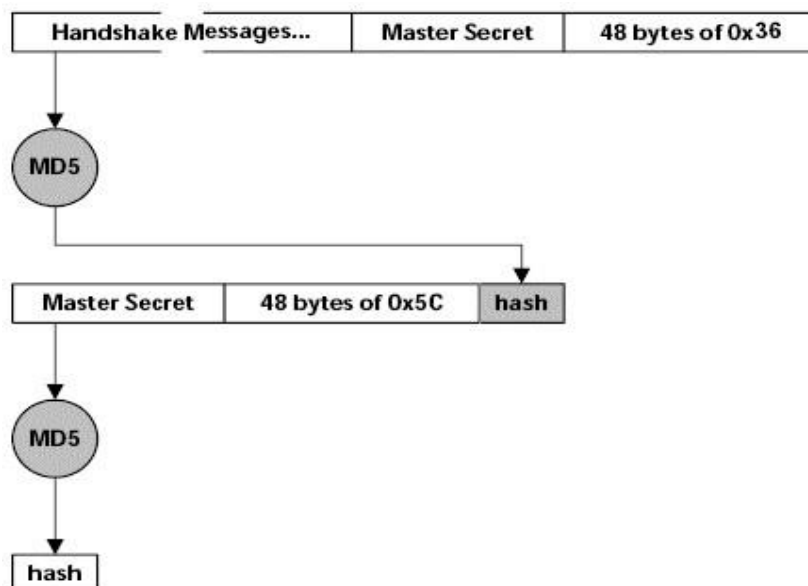 Handshake Messages... Master Secret 48 bytes of 0x36
MD5
Master Secret 48 bytes of 0x5C hash
MD5
hash